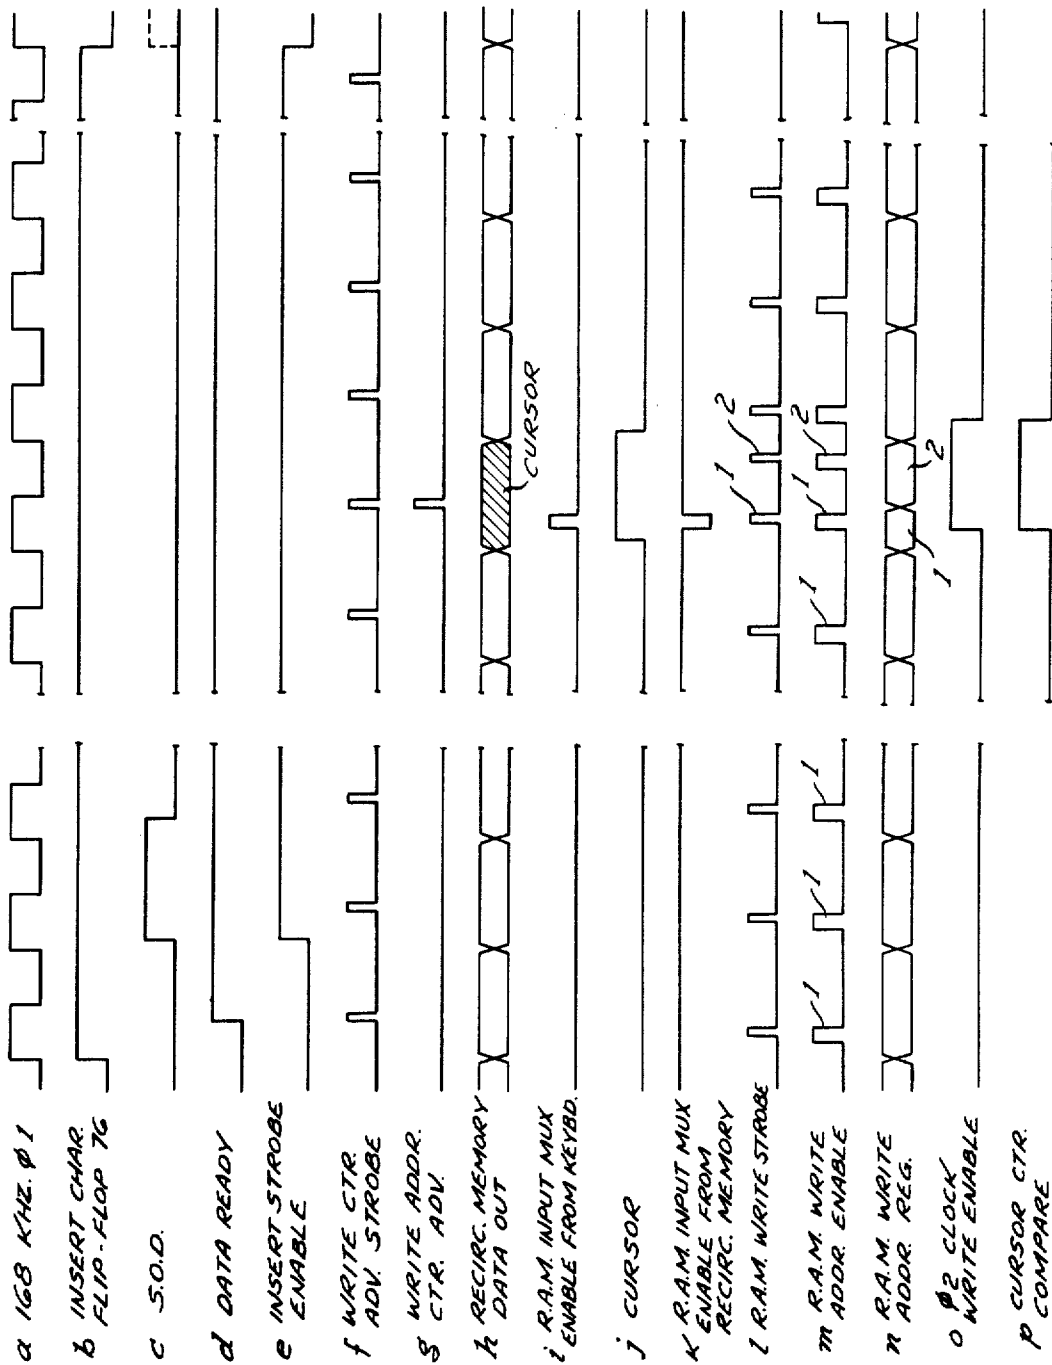 a 168 KHZ. Ø 1
b INSERT CHAR.
FLIP-FLOP 76
c S.O.D.
d DATA READY
e INSERT STROBE
ENABLE
f WRITE CTR.
ADV. STROBE
g WRITE ADDR.
CTR. ADV.
h RECIRC. MEMORY
DATA OUT
CURSOR
i R.A.M. INPUT MUX
ENABLE FROM KEYBD.
j CURSOR
K R.A.M. INPUT MUX
ENABLE FROM
RECIRC. MEMORY
l R.A.M. WRITE STROBE
1
2
m R.A.M. WRITE
ADDR. ENABLE
1
1
1
1
1
2
n R.A.M. WRITE
ADDR. REG.
1
2
o Ø2 CLOCK
WRITE ENABLE
p CURSOR CTR.
COMPARE